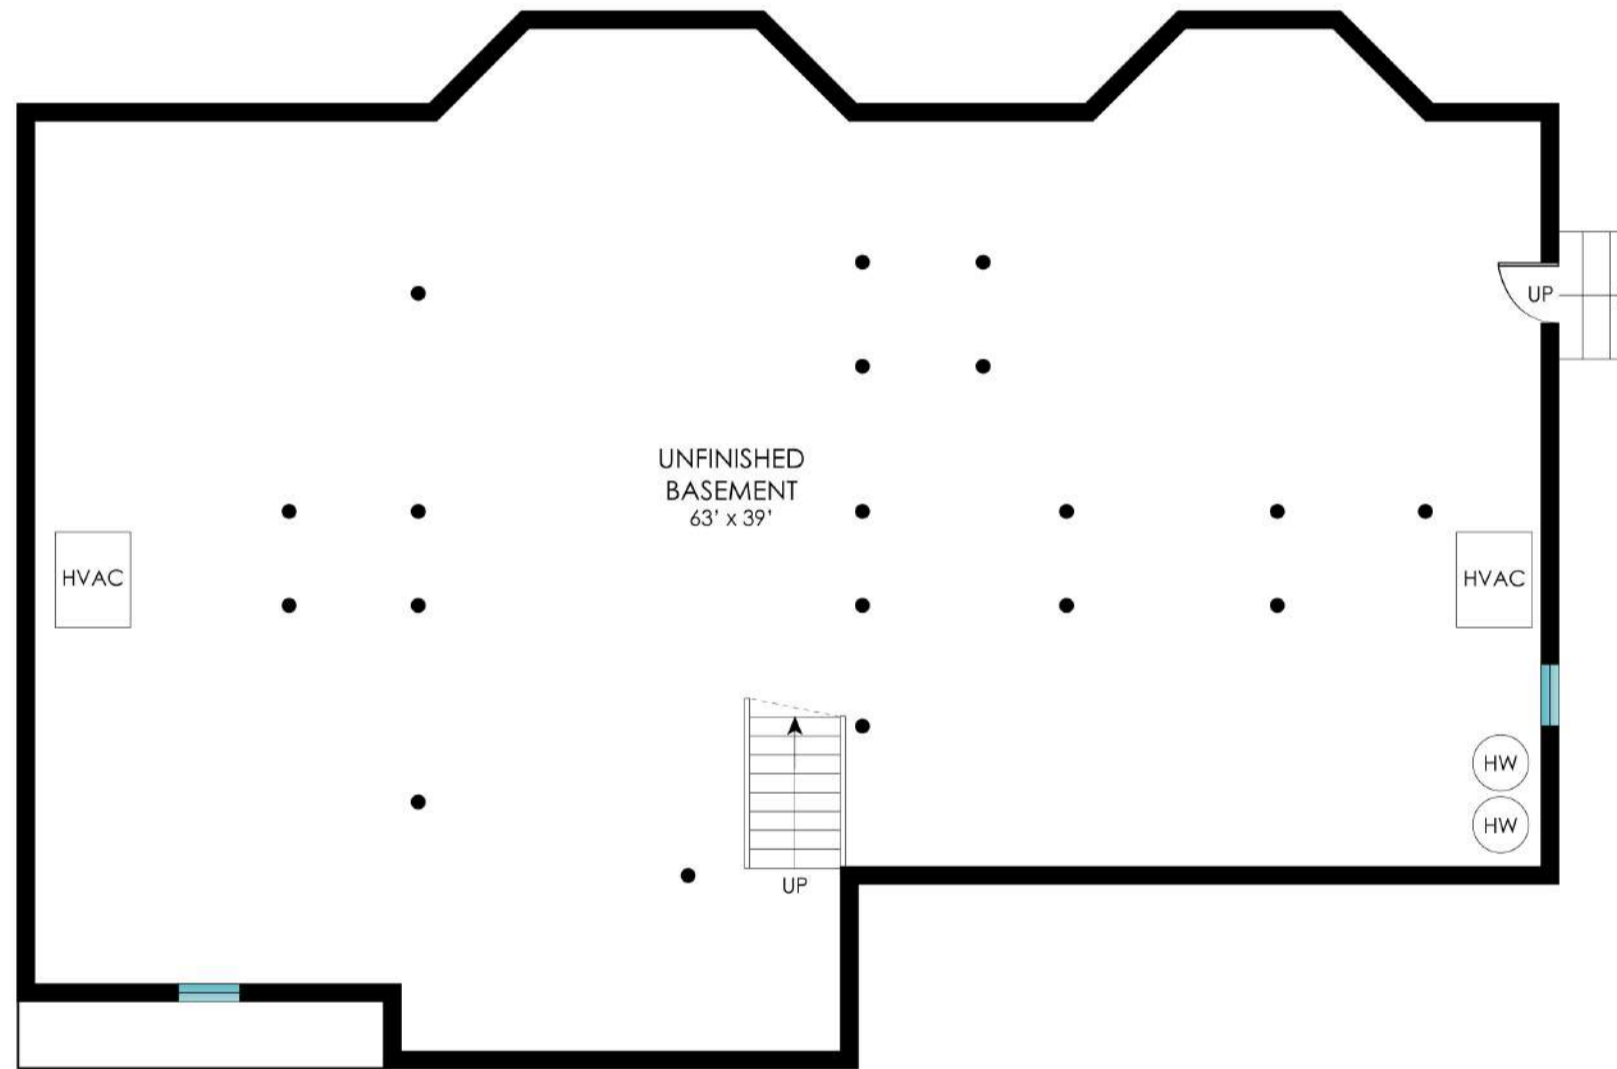 UP
UNFINISHED
BASEMENT
63' x 39'
HVAC
HVAC
HW
HW
UP